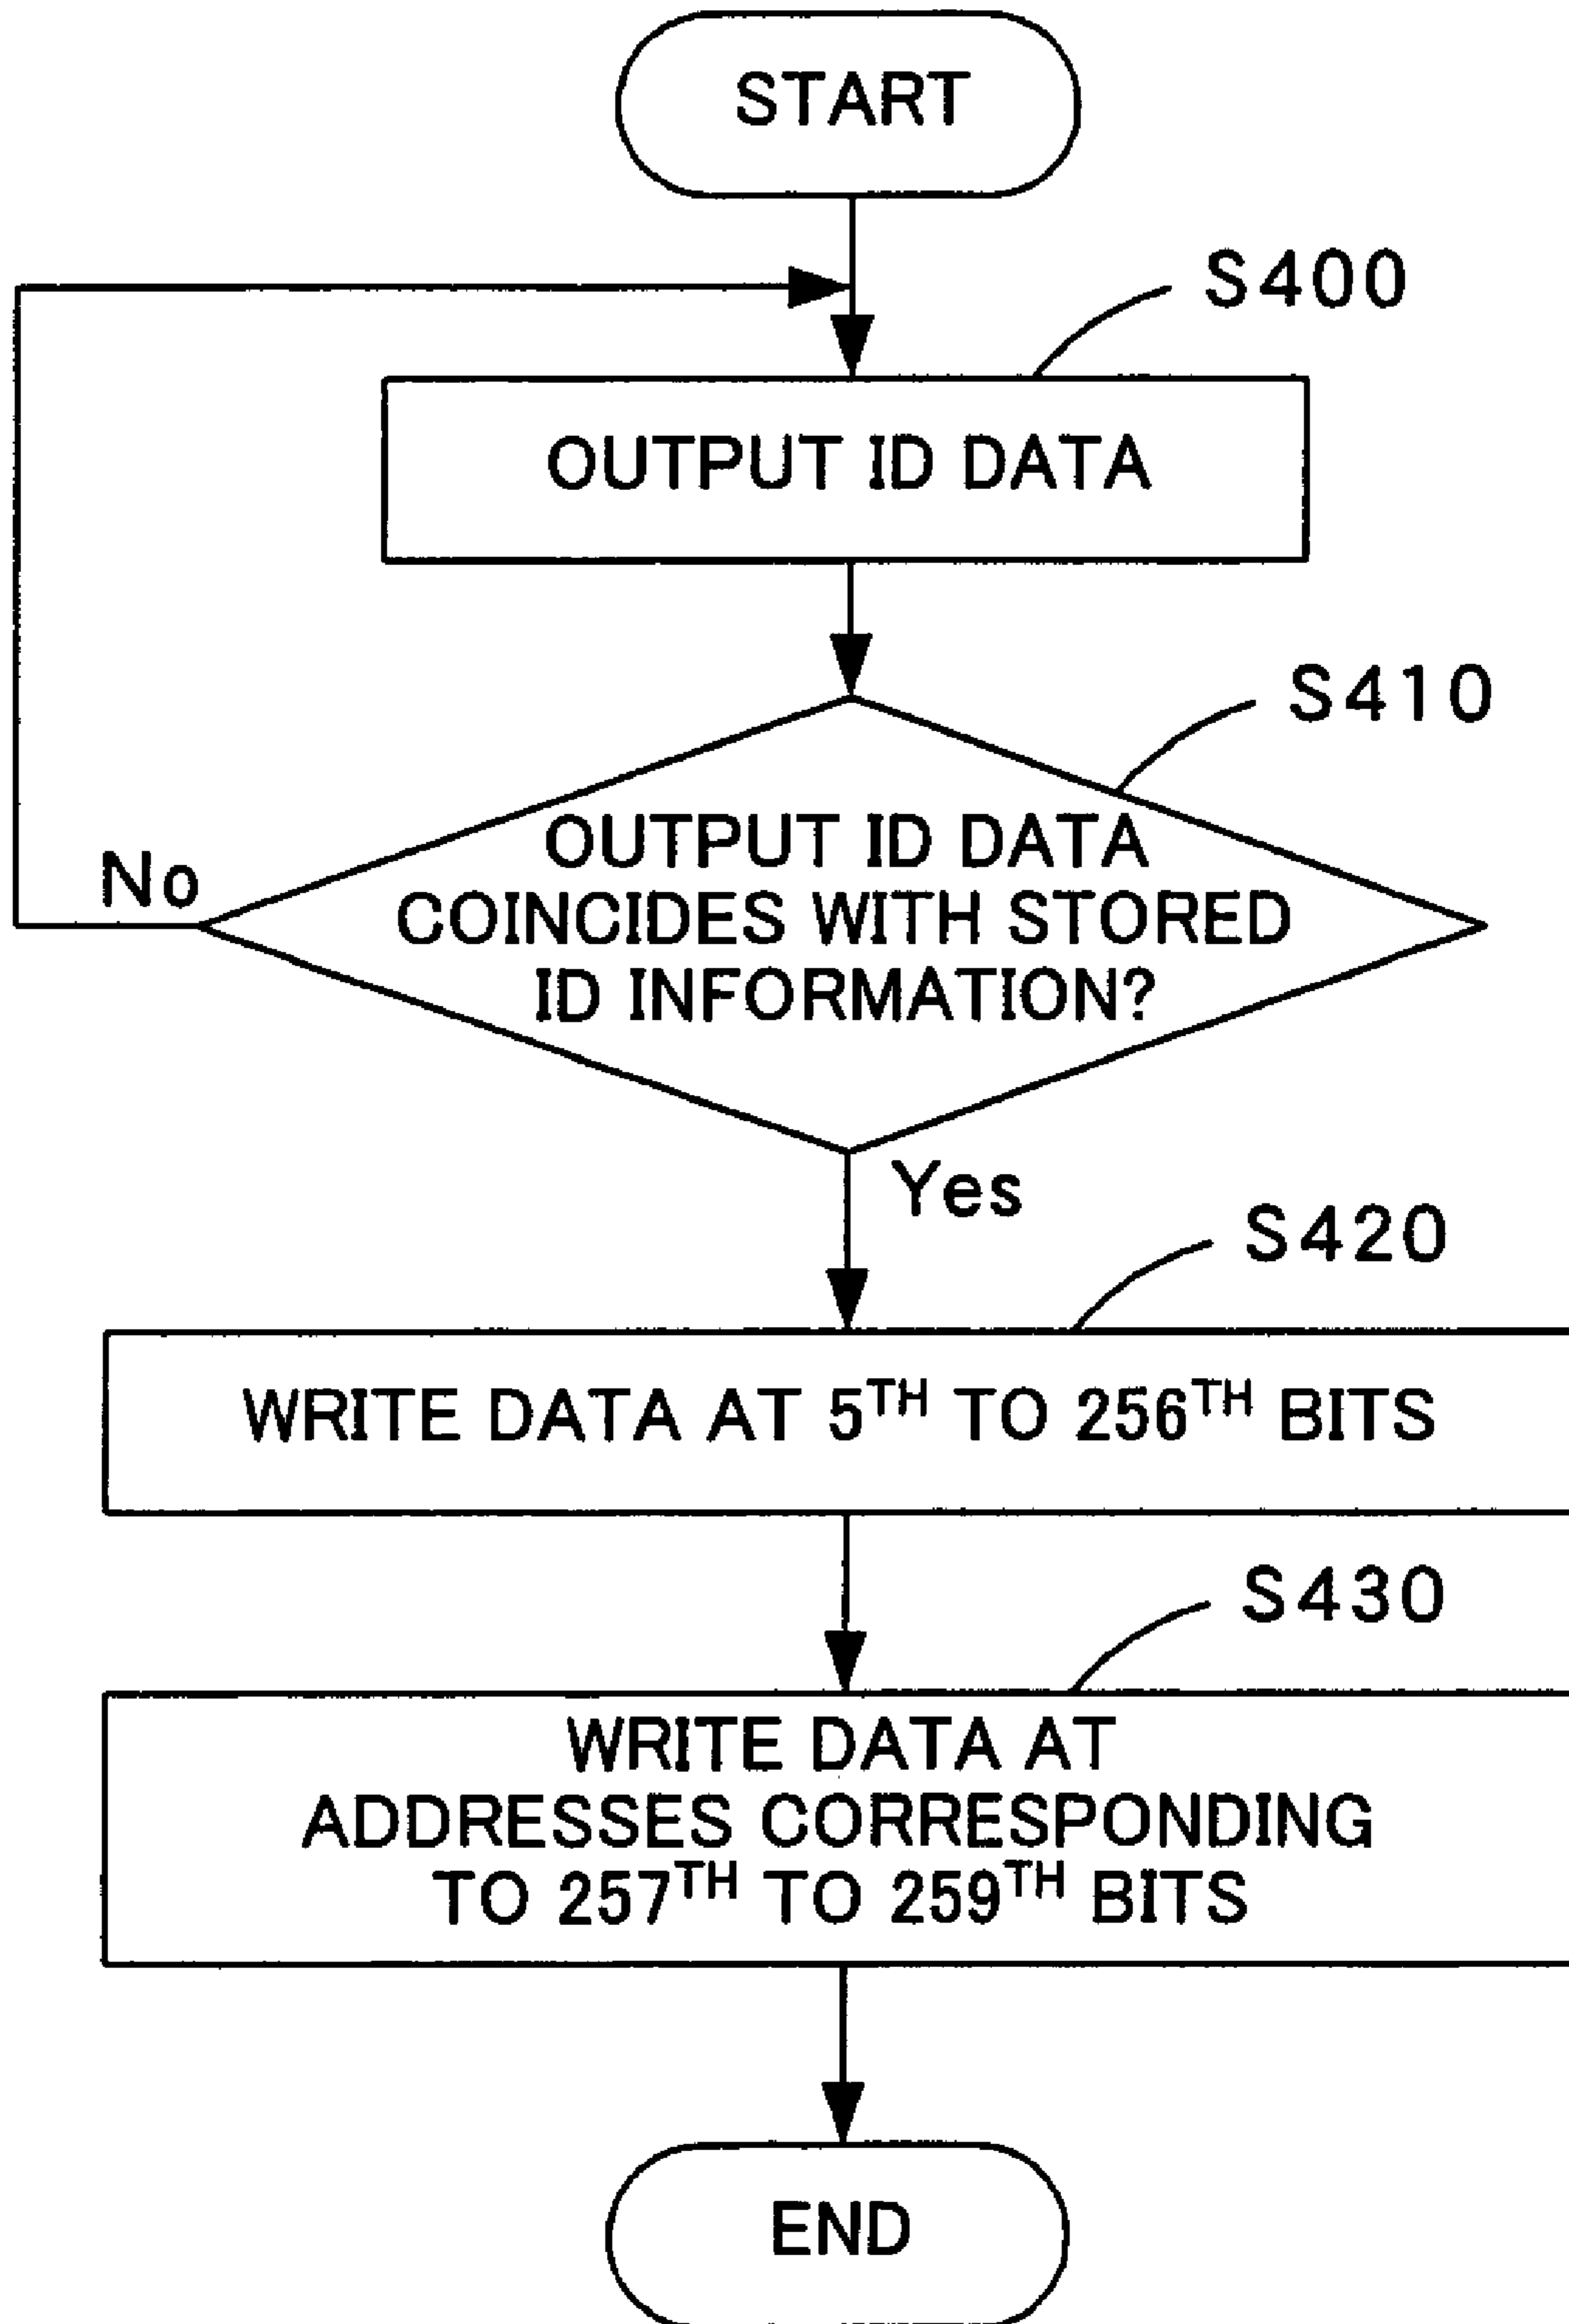 START
S400
OUTPUT ID DATA
S410
OUTPUT ID DATA
COINCIDES WITH STORED
ID INFORMATION?
No
Yes
S420
WRITE DATA AT 5TH TO 256TH BITS
S430
WRITE DATA AT
ADDRESSES CORRESPONDING
TO 257TH TO 259TH BITS
END